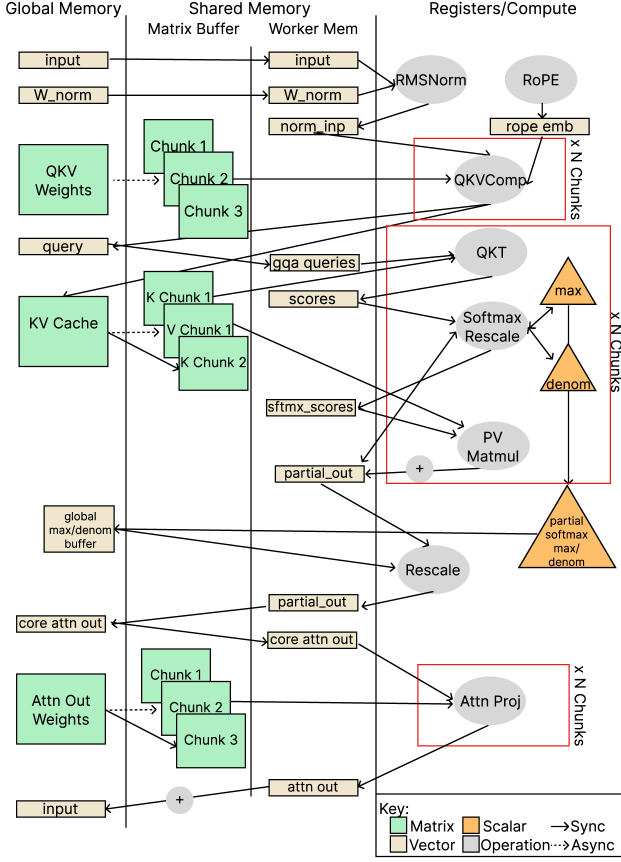 Global Memory
Shared Memory
Registers/Compute
Matrix Buffer
Worker Mem
input
input
RMSNorm
RoPE
W_norm
W_norm
norm_inp
rope emb
x N Chunks
QKV
Weights
Chunk 1
Chunk 2
Chunk 3
QKVComp
query
gqa queries
QKT
KV Cache
K Chunk 1
V Chunk 1
K Chunk 2
scores
max
Softmax
Rescale
x N Chunks
denom
sftmx_scores
PV
Matmul
partial_out
+
global
max/denom
buffer
partial
softmax
max/
denom
Rescale
partial_out
core attn out
core attn out
Attn Out
Weights
Chunk 1
Chunk 2
Chunk 3
Attn Proj
x N Chunks
attn out
+
input
Key:
Matrix
Scalar
Sync
Vector
Operation
Async